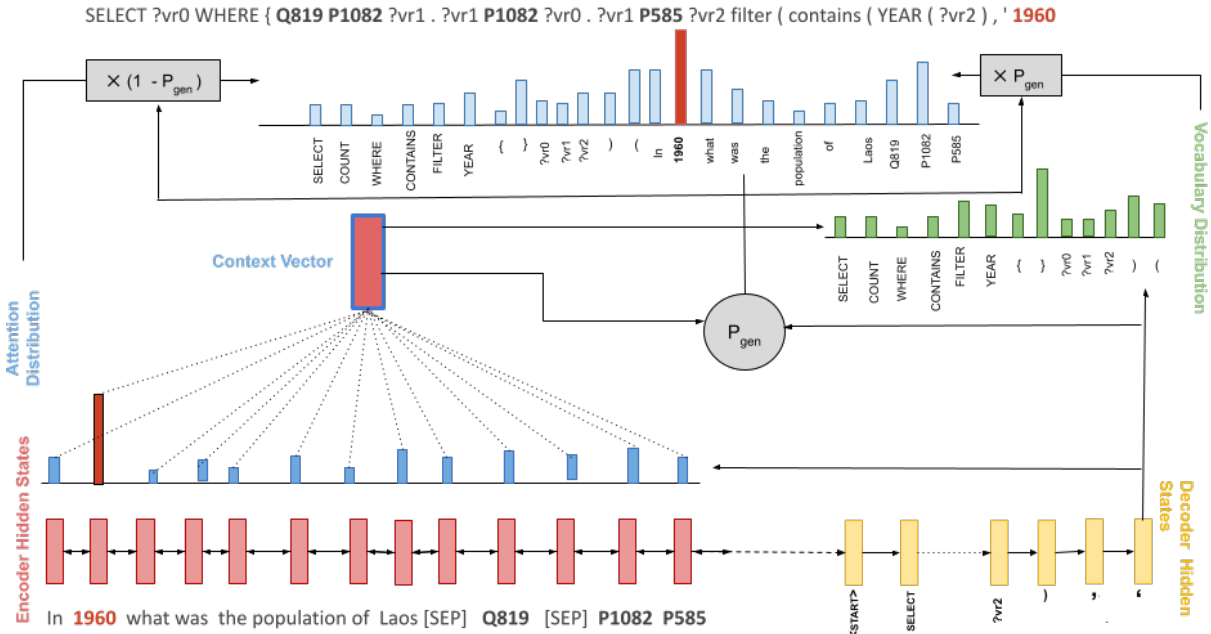 SELECT ?vr0 WHERE { Q819 P1082 ?vr1 . ?vr1 P1082 ?vr0 . ?vr1 P585 ?vr2 filter ( contains ( YEAR ( ?vr2 ) , ' 1960
× (1 - Pgen)
× Pgen
SELECT
COUNT
WHERE
CONTAINS
FILTER
YEAR
{
}
?vr0
?vr1
?vr2
)
(
In
1960
what
was
the
population
of
Laos
Q819
P1082
P585
Vocabulary Distribution
Context Vector
SELECT
COUNT
WHERE
CONTAINS
FILTER
YEAR
{
}
?vr0
?vr1
?vr2
)
(
Attention
Distribution
Pgen
Encoder Hidden States
Decoder Hidden
States
<START>
SELECT
?vr2
)
,
‘
In 1960 what was the population of Laos [SEP] Q819 [SEP] P1082 P585